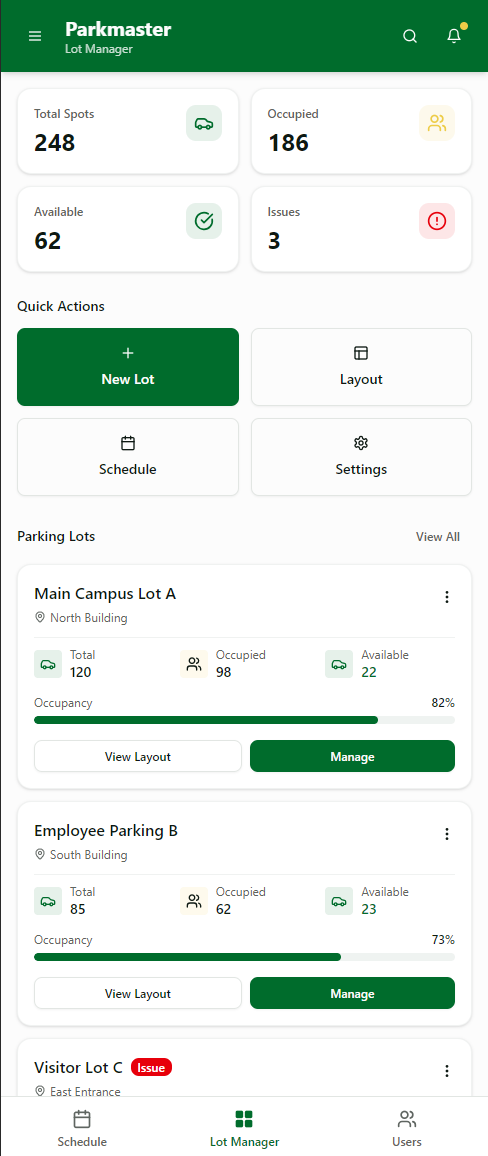 Parkmaster
Lot Manager
Total Spots
248
Occupied
186
Available
62
Issues
3
Quick Actions
New Lot
Layout
Schedule
Settings
Parking Lots
View All
Main Campus Lot A
North Building
Total
120
Occupied
98
Available
22
Occupancy
82%
View Layout
Manage
Employee Parking B
South Building
Total
85
Occupied
62
Available
23
Occupancy
73%
View Layout
Manage
Visitor Lot C
Issue
East Entrance
Schedule
Lot Manager
Users